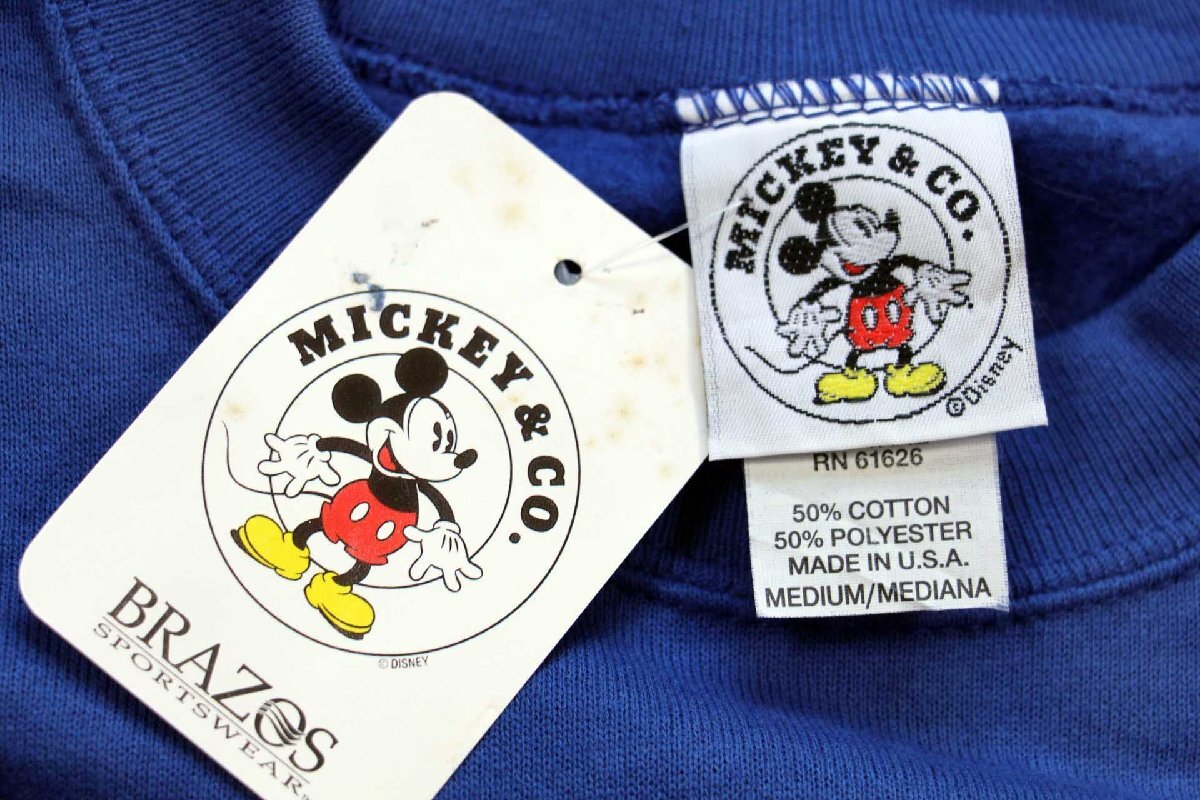 MICKEY & CO.
© DISNEY
BRAZOS
SPORTSWEAR
MICKEY & CO.
©Disney
RN 61626
50% COTTON
50% POLYESTER
MADE IN U.S.A.
MEDIUM/MEDIANA